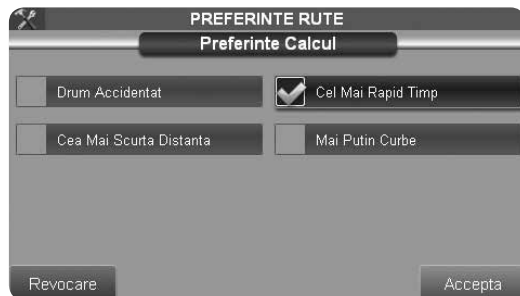 PREFERINTE RUTE
Preferinte Calcul
Drum Accidentat
Cel Mai Rapid Timp
Cea Mai Scurta Distanta
Mai Putin Curbe
Revocare
Accepta